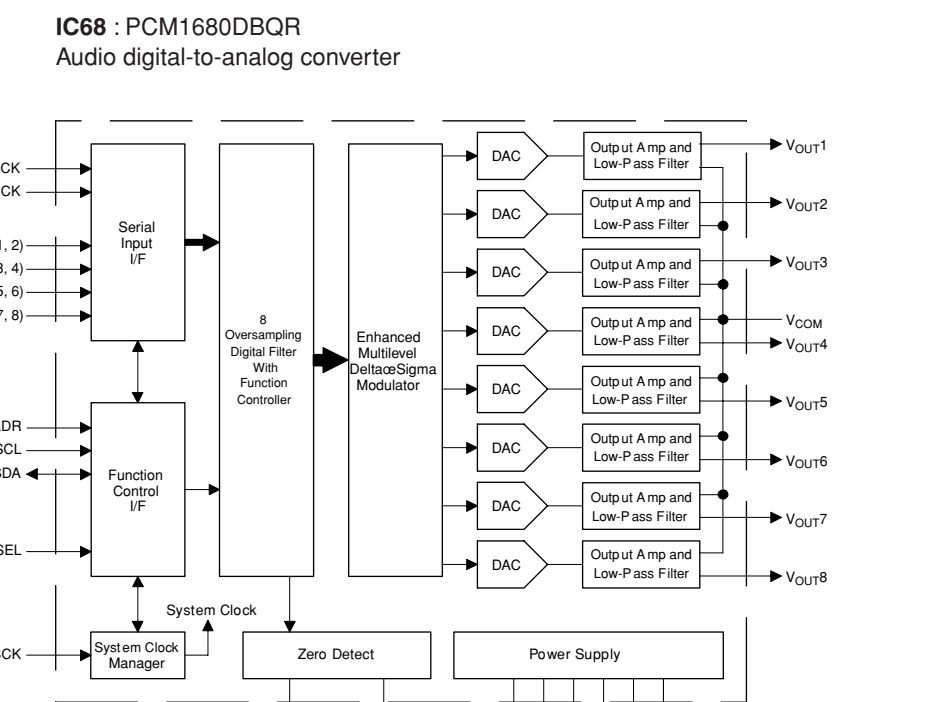 IC68 : PCM1680DBQR
Audio digital-to-analog converter
CK
CK
, 2)
, 4)
, 6)
, 8)
Serial
Input
I/F
DR
SCL
SDA
SEL
Function
Control
I/F
System Clock
CK
System Clock
Manager
8
Oversampling
Digital Filter
With
Function
Controller
Zero Detect
Enhanced
Multilevel
DeltaœSigma
Modulator
Power Supply
DAC
Output Amp and
Low-Pass Filter
VOUT1
DAC
Output Amp and
Low-Pass Filter
VOUT2
DAC
Output Amp and
Low-Pass Filter
VOUT3
DAC
Output Amp and
Low-Pass Filter
VCOM
VOUT4
DAC
Output Amp and
Low-Pass Filter
VOUT5
DAC
Output Amp and
Low-Pass Filter
VOUT6
DAC
Output Amp and
Low-Pass Filter
VOUT7
DAC
Output Amp and
Low-Pass Filter
VOUT8